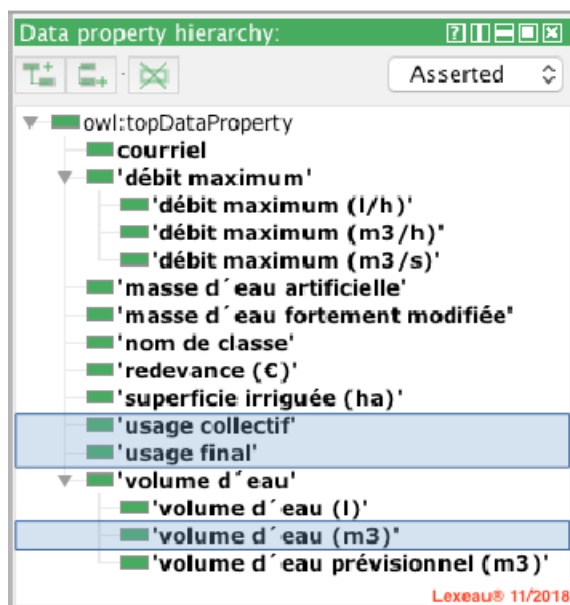 Data property hierarchy:
Asserted
owl:topDataProperty
courriel
'débit maximum'
'débit maximum (l/h)'
'débit maximum (m3/h)'
'débit maximum (m3/s)'
'masse d´eau artificielle'
'masse d´eau fortement modifiée'
'nom de classe'
'redevance (€)'
'superficie irriguée (ha)'
'usage collectif'
'usage final'
'volume d´eau'
'volume d´eau (l)'
'volume d´eau (m3)'
'volume d´eau prévisionnel (m3)'
Lexeau® 11/2018